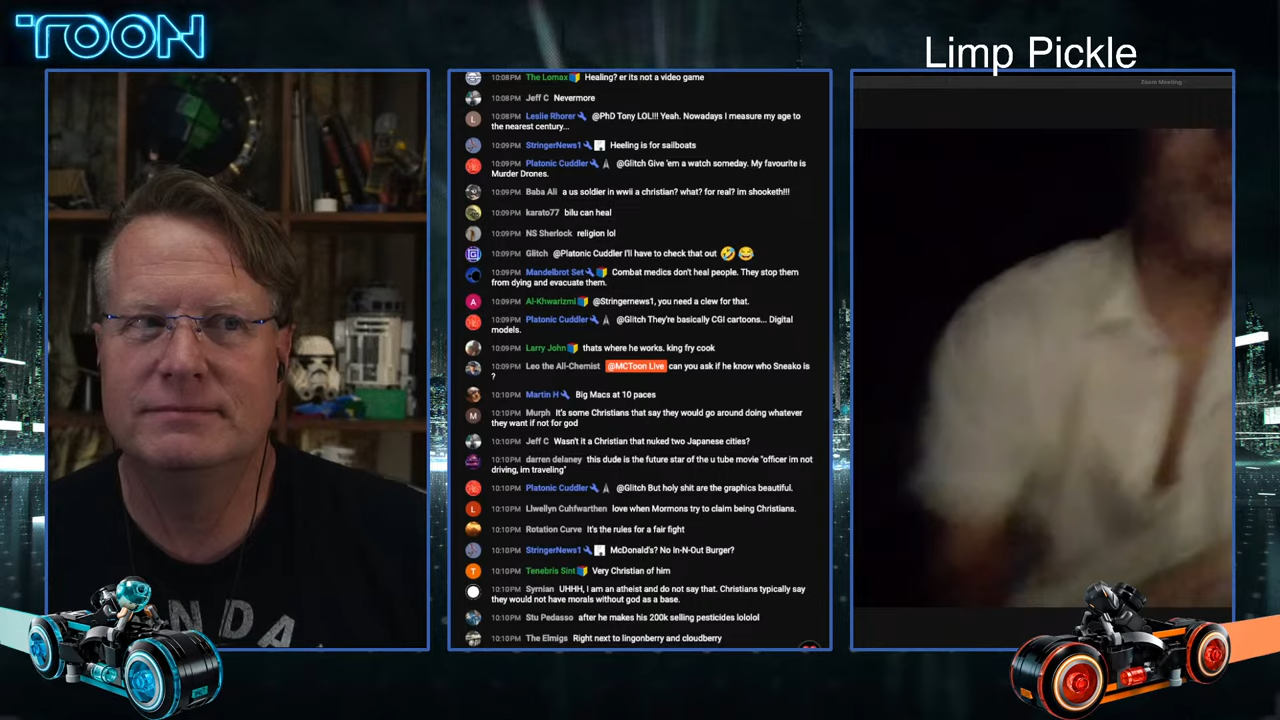 TOON
Limp Pickle
Zoom Meeting
10:08PM The Lomax Healing? er its not a video game
10:08PM Jeff C Nevermore
10:08PM Leslie Rhorer @PhD Tony LOL!!! Yeah. Nowadays I measure my age to
the nearest century...
10:09PM StringerNews1 Heeling is for sailboats
10:09PM Platonic Cuddler @Glitch Give 'em a watch someday. My favourite is
Murder Drones.
10:09PM Baba Ali a us soldier in wwii a christian? what? for real? im shooketh!!!
10:09PM karato77 bilu can heal
10:09PM NS Sherlock religion lol
10:09PM Glitch @Platonic Cuddler I'll have to check that out 🤣 😂
10:09PM Mandelbrot Set Combat medics don't heal people. They stop them
from dying and evacuate them.
10:09PM Al-Khwarizmi @Stringernews1, you need a clew for that.
10:09PM Platonic Cuddler @Glitch They're basically CGI cartoons... Digital
models.
10:09PM Larry John thats where he works. king fry cook
10:09PM Leo the All-Chemist @MCToon Live can you ask if he know who Sneako is
?
10:10PM Martin H Big Macs at 10 paces
10:10PM Murph It's some Christians that say they would go around doing whatever
they want if not for god
10:10PM Jeff C Wasn't it a Christian that nuked two Japanese cities?
10:10PM darren delaney this dude is the future star of the u tube movie "officer im not
driving, im traveling"
10:10PM Platonic Cuddler @Glitch But holy shit are the graphics beautiful.
10:10PM Llwellyn Cuhfwarthen love when Mormons try to claim being Christians.
10:10PM Rotation Curve It's the rules for a fair fight
10:10PM StringerNews1 McDonald's? No In-N-Out Burger?
10:10PM Tenebris Sint Very Christian of him
10:10PM Syrnian UHHH, I am an atheist and do not say that. Christians typically say
they would not have morals without god as a base.
10:10PM Stu Pedasso after he makes his 200k selling pesticides lololol
10:10PM The Elmigs Right next to lingonberry and cloudberry
NDA